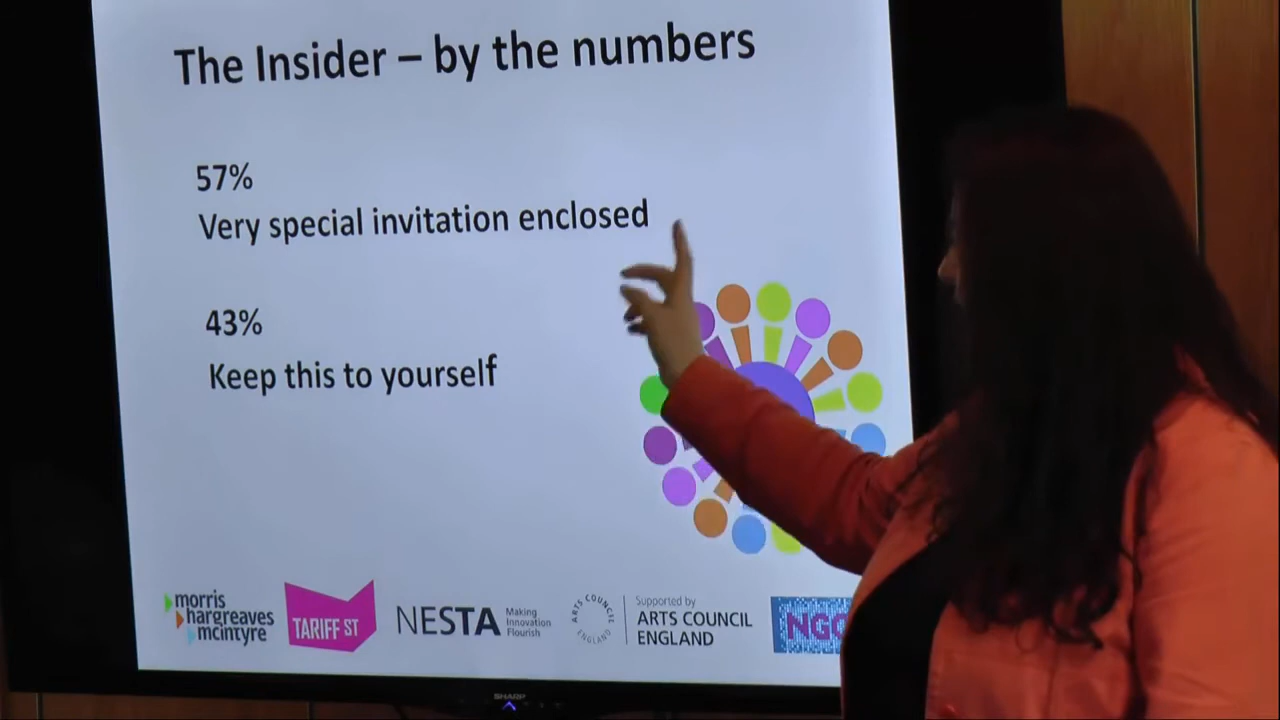 The Insider – by the numbers
57%
Very special invitation enclosed
43%
Keep this to yourself
morris
hargreaves
mcintyre
TARIFF ST
NESTA
Making
Innovation
Flourish
ARTS COUNCIL
ENGLAND
Supported by
ARTS COUNCIL
ENGLAND
SHARP